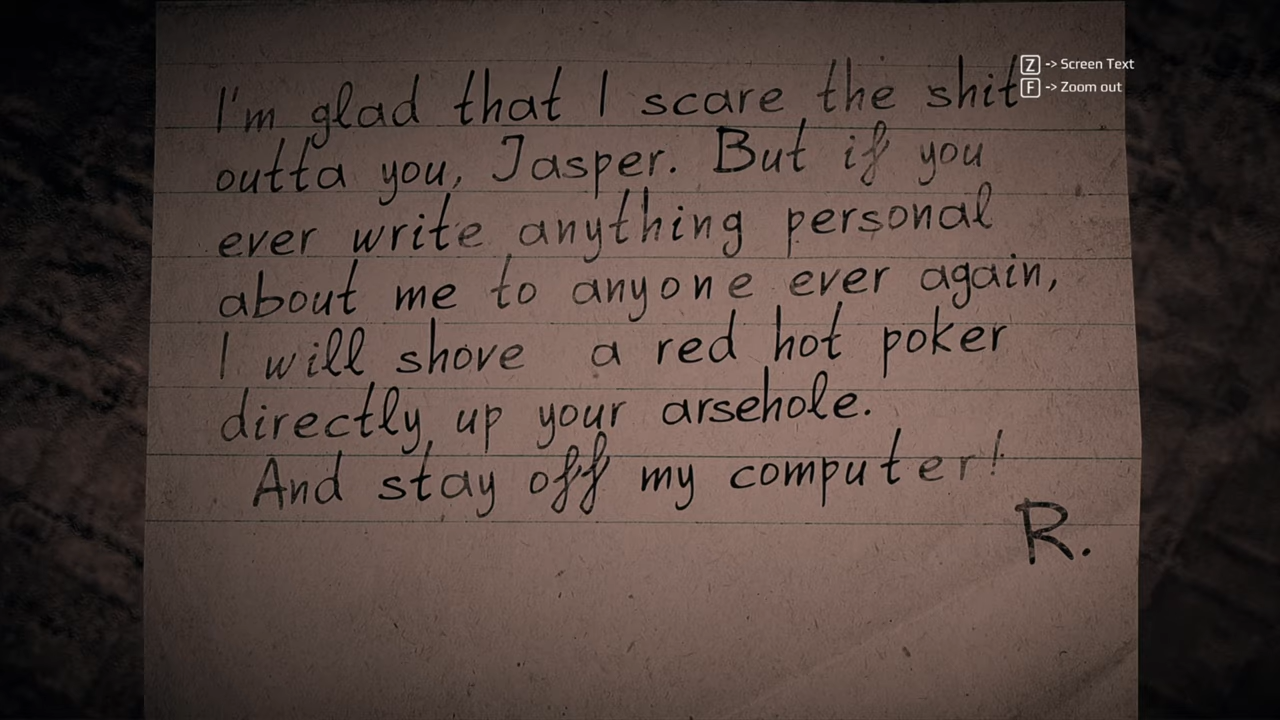 I'm glad that I scare the shit
outta you, Jasper. But if you
ever write anything personal
about me to anyone ever again,
I will shove a red hot poker
directly up your arsehole.
And stay off my computer!
R.
Z -> Screen Text
F -> Zoom out